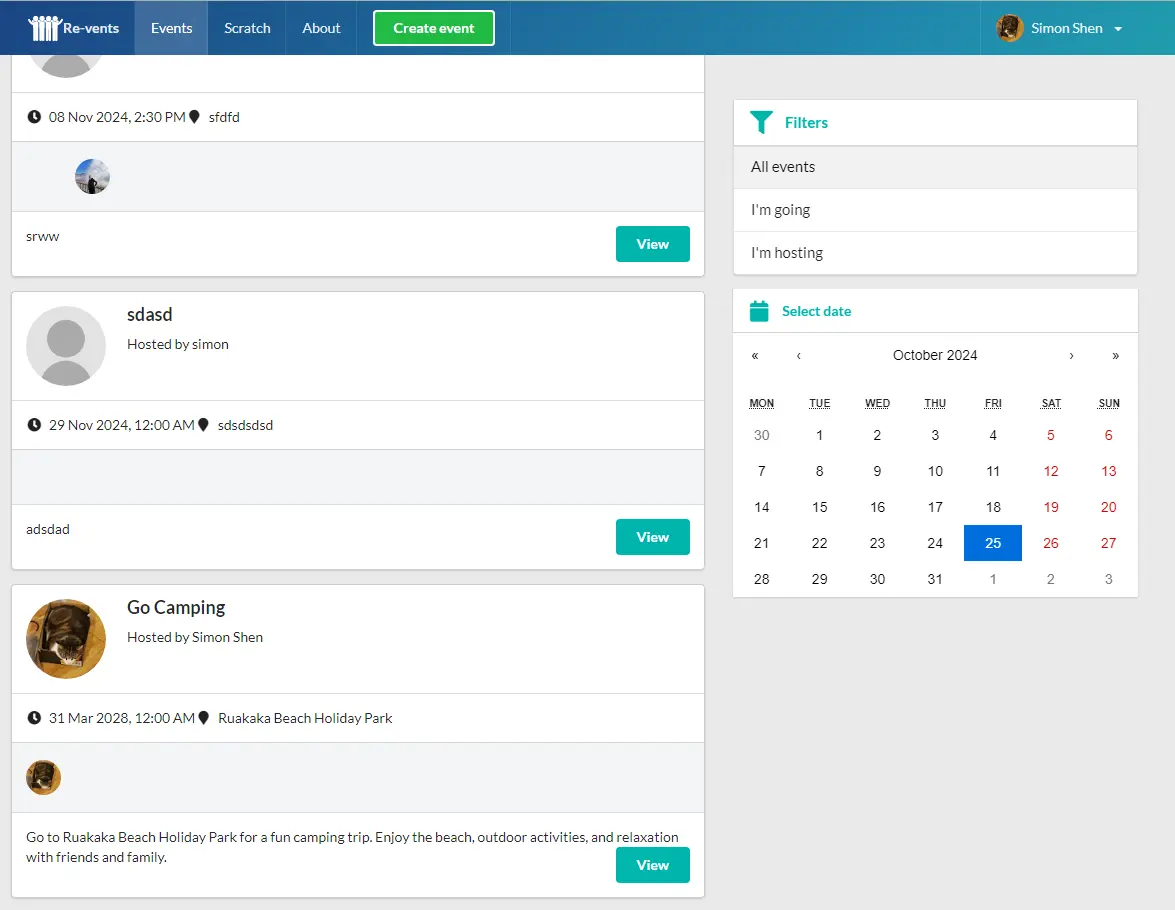 Re-vents Events Scratch About Create event Simon Shen
08 Nov 2024, 2:30 PM sfdfd
srww
View
sdasd
Hosted by simon
29 Nov 2024, 12:00 AM sdsdsdsd
adsdad
View
Go Camping
Hosted by Simon Shen
31 Mar 2028, 12:00 AM Ruakaka Beach Holiday Park
Go to Ruakaka Beach Holiday Park for a fun camping trip. Enjoy the beach, outdoor activities, and relaxation
with friends and family.
View
Filters
All events
I'm going
I'm hosting
Select date
« ‹ October 2024 › »
MON TUE WED THU FRI SAT SUN
30 1 2 3 4 5 6
7 8 9 10 11 12 13
14 15 16 17 18 19 20
21 22 23 24 25 26 27
28 29 30 31 1 2 3